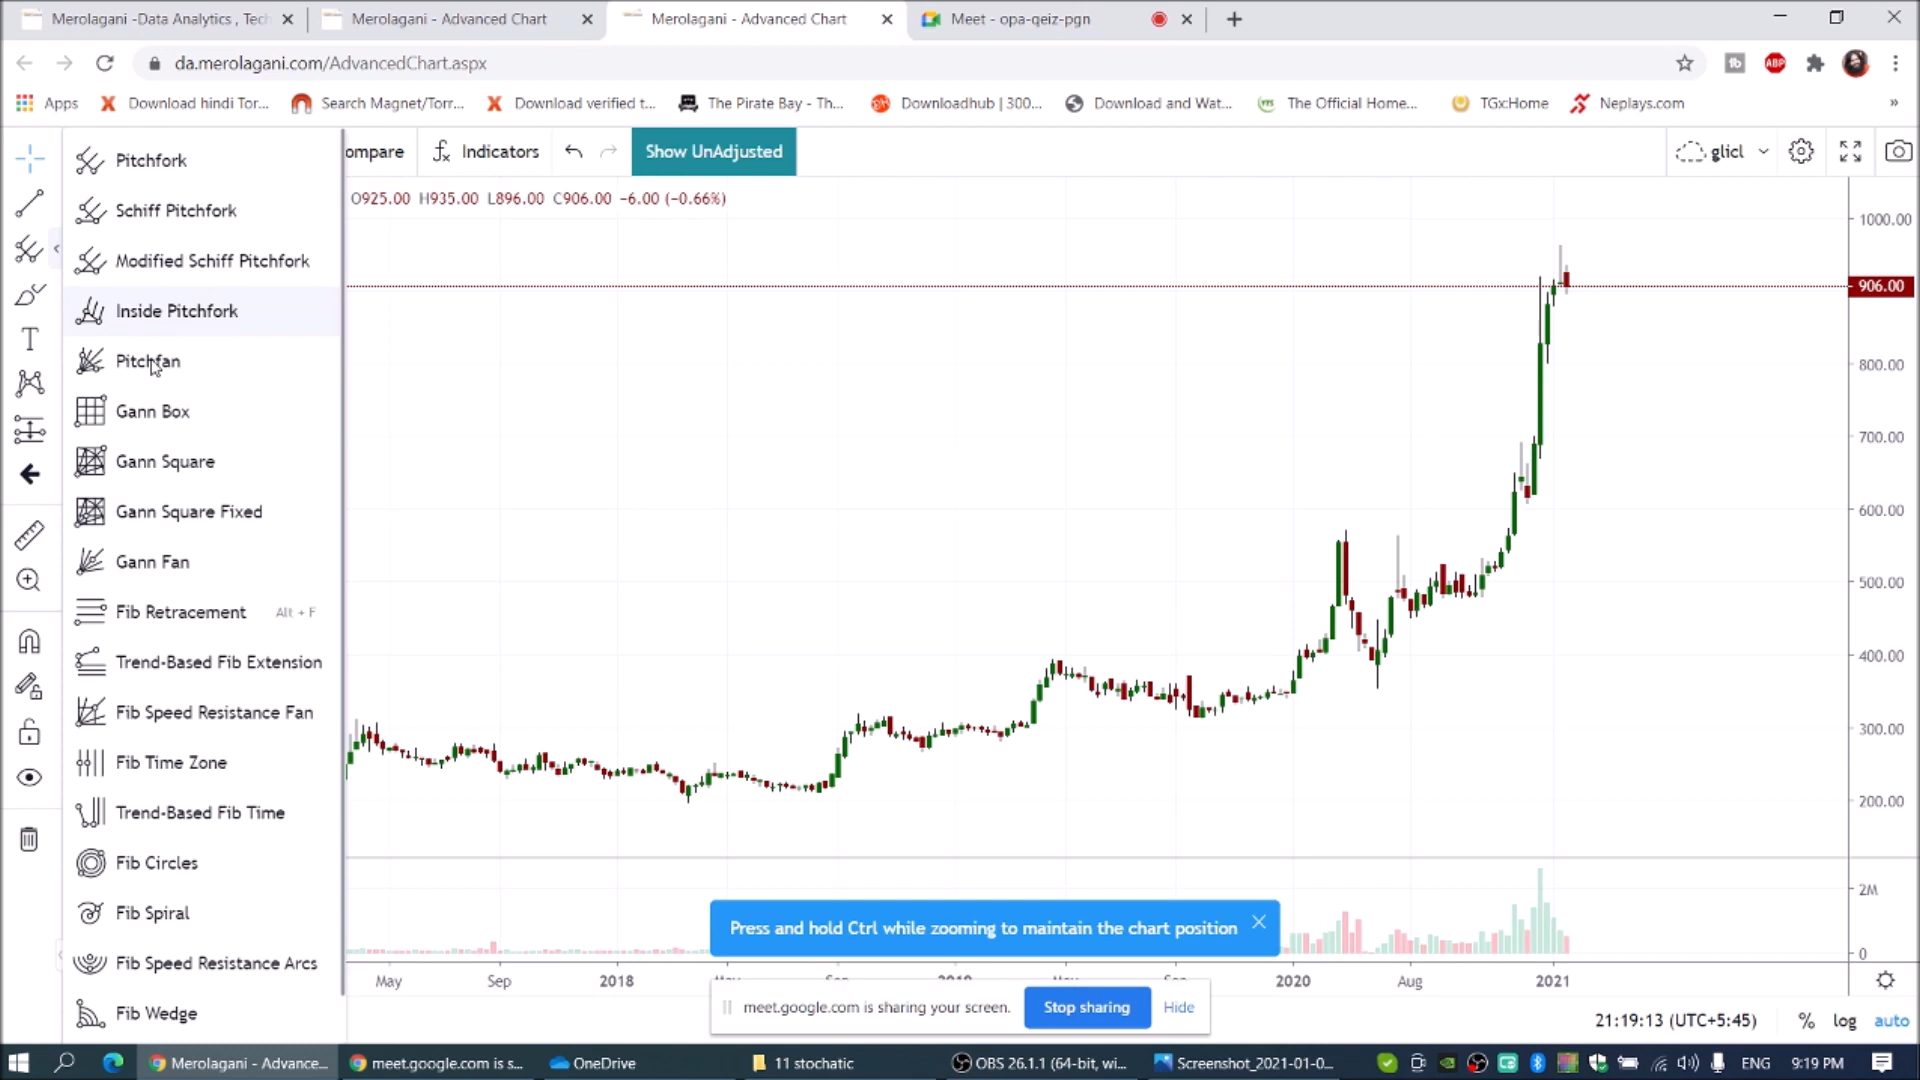 Merolagani -Data Analytics , Tech
Merolagani - Advanced Chart
Merolagani - Advanced Chart
Meet - opa-qeiz-pgn
da.merolagani.com/AdvancedChart.aspx
ABP
Apps
Download hindi Tor...
Search Magnet/Torr...
Download verified t...
The Pirate Bay - Th...
Downloadhub | 300...
Download and Wat...
The Official Home...
TGx:Home
Neplays.com
»
Pitchfork
ompare
Indicators
Show UnAdjusted
glicl
O925.00 H935.00 L896.00 C906.00 −6.00 (−0.66%)
Schiff Pitchfork
Modified Schiff Pitchfork
Inside Pitchfork
Pitchfan
Gann Box
Gann Square
Gann Square Fixed
Gann Fan
Fib Retracement Alt + F
Trend-Based Fib Extension
Fib Speed Resistance Fan
Fib Time Zone
Trend-Based Fib Time
Fib Circles
Fib Spiral
Fib Speed Resistance Arcs
Fib Wedge
1000.00
906.00
800.00
700.00
600.00
500.00
400.00
300.00
200.00
2M
0
Press and hold Ctrl while zooming to maintain the chart position
May Sep 2018 May Sep 2019 May Sep 2020 Aug 2021
meet.google.com is sharing your screen.
Stop sharing
Hide
21:19:13 (UTC+5:45)
%
log
auto
Merolagani - Advance...
meet.google.com is s...
OneDrive
11 stochatic
OBS 26.1.1 (64-bit, wi...
Screenshot_2021-01-0...
ENG
9:19 PM